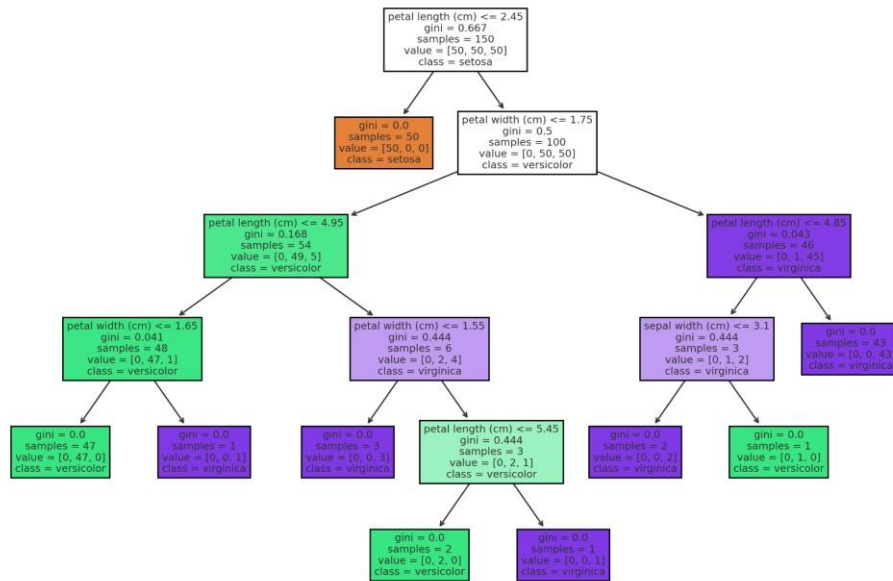 petal length (cm) <= 2.45
gini = 0.667
samples = 150
value = [50, 50, 50]
class = setosa
gini = 0.0
samples = 50
value = [50, 0, 0]
class = setosa
petal width (cm) <= 1.75
gini = 0.5
samples = 100
value = [0, 50, 50]
class = versicolor
petal length (cm) <= 4.95
gini = 0.168
samples = 54
value = [0, 49, 5]
class = versicolor
petal length (cm) <= 4.85
gini = 0.043
samples = 46
value = [0, 1, 45]
class = virginica
petal width (cm) <= 1.65
gini = 0.041
samples = 48
value = [0, 47, 1]
class = versicolor
petal width (cm) <= 1.55
gini = 0.444
samples = 6
value = [0, 2, 4]
class = virginica
sepal width (cm) <= 3.1
gini = 0.444
samples = 3
value = [0, 1, 2]
class = virginica
gini = 0.0
samples = 43
value = [0, 0, 43]
class = virginica
gini = 0.0
samples = 47
value = [0, 47, 0]
class = versicolor
gini = 0.0
samples = 1
value = [0, 0, 1]
class = virginica
gini = 0.0
samples = 3
value = [0, 0, 3]
class = virginica
petal length (cm) <= 5.45
gini = 0.444
samples = 3
value = [0, 2, 1]
class = versicolor
gini = 0.0
samples = 2
value = [0, 0, 2]
class = virginica
gini = 0.0
samples = 1
value = [0, 1, 0]
class = versicolor
gini = 0.0
samples = 2
value = [0, 2, 0]
class = versicolor
gini = 0.0
samples = 1
value = [0, 0, 1]
class = virginica